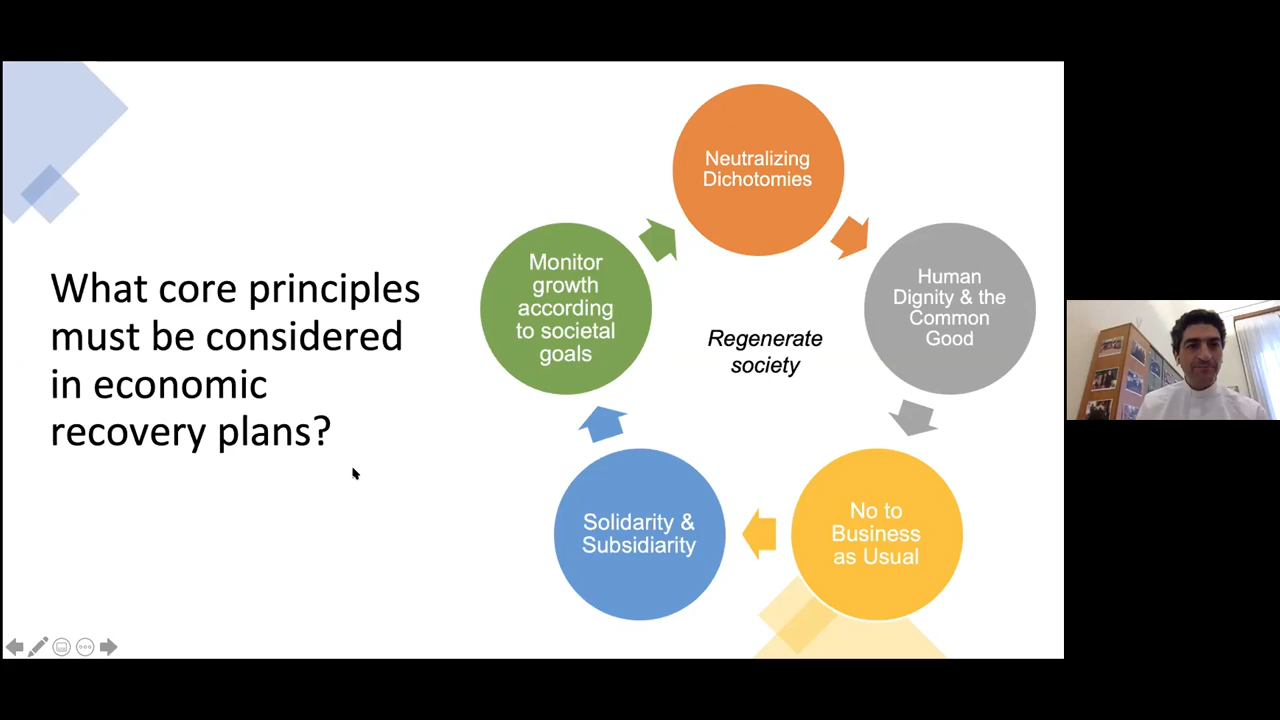 What core principles
must be considered
in economic
recovery plans?
Neutralizing
Dichotomies
Human
Dignity & the
Common
Good
No to
Business
as Usual
Solidarity &
Subsidiarity
Monitor
growth
according
to societal
goals
Regenerate
society